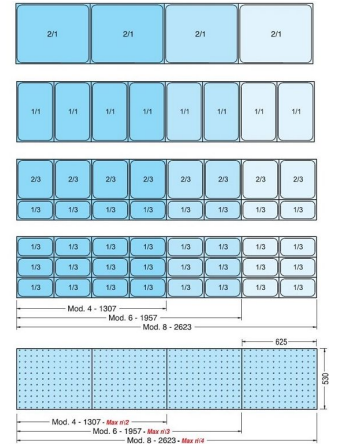 2/1 2/1 2/1 2/1
1/1 1/1 1/1 1/1 1/1 1/1 1/1 1/1
2/3 2/3 2/3 2/3 2/3 2/3 2/3 2/3
1/3 1/3 1/3 1/3 1/3 1/3 1/3 1/3
1/3 1/3 1/3 1/3 1/3 1/3 1/3 1/3
1/3 1/3 1/3 1/3 1/3 1/3 1/3 1/3
1/3 1/3 1/3 1/3 1/3 1/3 1/3 1/3
Mod. 4 - 1307
Mod. 6 - 1957
Mod. 8 - 2623
625
530
Mod. 4 - 1307 - Max ri\2
Mod. 6 - 1957 - Max ri\3
Mod. 8 - 2623 - Max ri\4